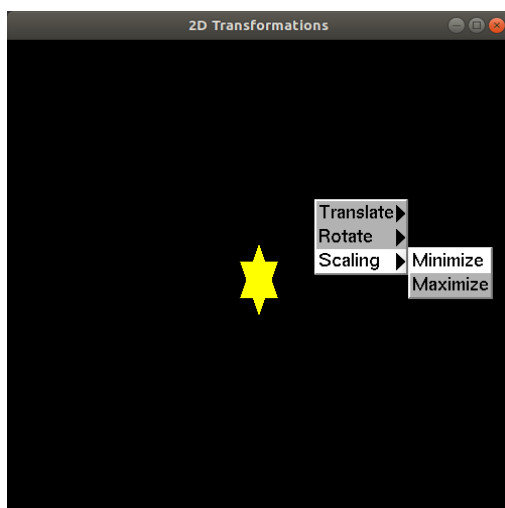 2D Transformations
Translate
Rotate
Scaling
Minimize
Maximize